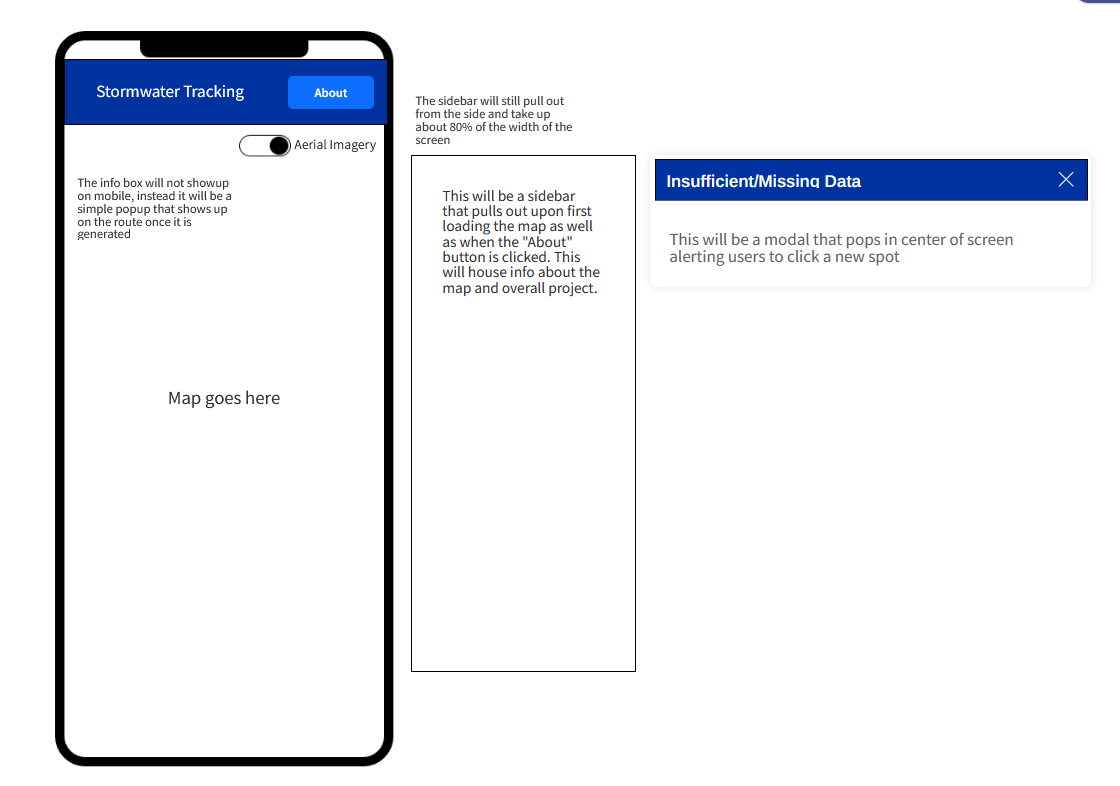 Stormwater Tracking
About
Aerial Imagery
The info box will not showup
on mobile, instead it will be a
simple popup that shows up
on the route once it is
generated
Map goes here
The sidebar will still pull out
from the side and take up
about 80% of the width of the
screen
This will be a sidebar
that pulls out upon first
loading the map as well
as when the "About"
button is clicked. This
will house info about the
map and overall project.
Insufficient/Missing Data
This will be a modal that pops in center of screen
alerting users to click a new spot